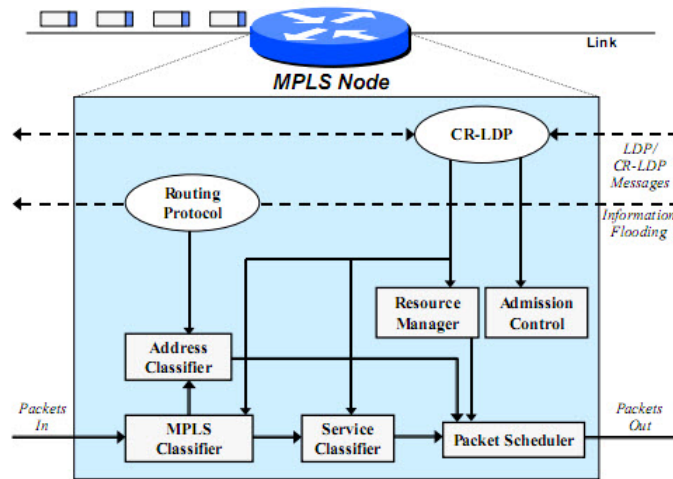 Link
MPLS Node
CR-LDP
LDP/
CR-LDP
Messages
Routing
Protocol
Information
Flooding
Resource
Manager
Admission
Control
Address
Classifier
Packets
In
MPLS
Classifier
Service
Classifier
Packet Scheduler
Packets
Out